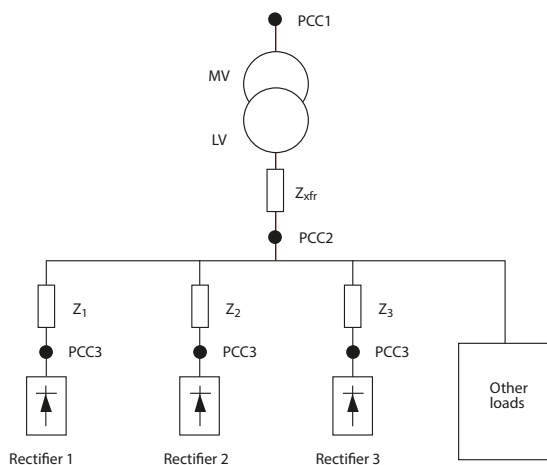 PCC1
MV
LV
Zxfr
PCC2
Z1
Z2
Z3
PCC3
PCC3
PCC3
Other
loads
Rectifier 1
Rectifier 2
Rectifier 3